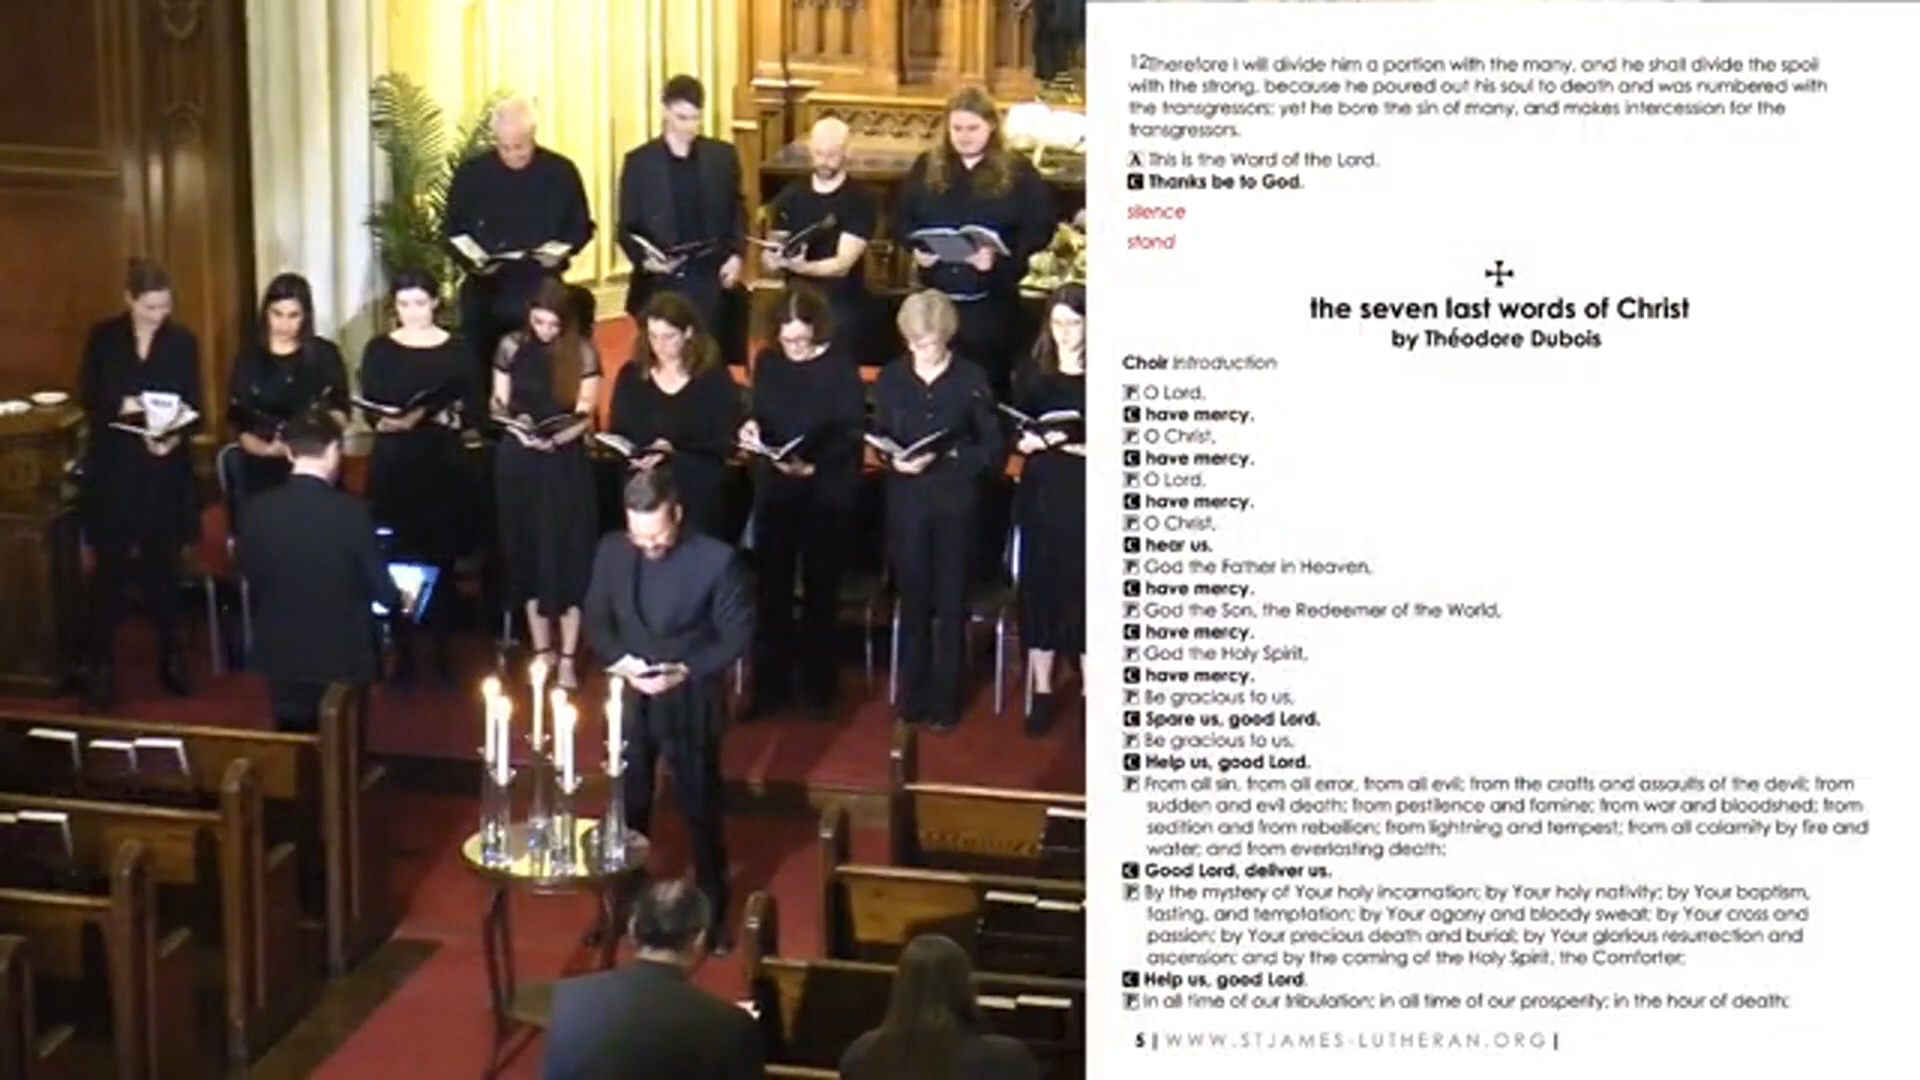 12Therefore I will divide him a portion with the many, and he shall divide the spoil
with the strong, because he poured out his soul to death and was numbered with
the transgressors; yet he bore the sin of many, and makes intercession for the
transgressors.
A This is the Word of the Lord.
C Thanks be to God.
silence
stand
the seven last words of Christ
by Théodore Dubois
Choir Introduction
P O Lord,
C have mercy.
P O Christ,
C have mercy.
P O Lord,
C have mercy.
P O Christ,
C hear us.
P God the Father in Heaven,
C have mercy.
P God the Son, the Redeemer of the World,
C have mercy.
P God the Holy Spirit,
C have mercy.
P Be gracious to us,
C Spare us, good Lord.
P Be gracious to us,
C Help us, good Lord.
P From all sin, from all error, from all evil; from the crafts and assaults of the devil; from
sudden and evil death; from pestilence and famine; from war and bloodshed; from
sedition and from rebellion; from lightning and tempest; from all calamity by fire and
water; and from everlasting death;
C Good Lord, deliver us.
P By the mystery of Your holy incarnation; by Your holy nativity; by Your baptism,
fasting, and temptation; by Your agony and bloody sweat; by Your cross and
passion; by Your precious death and burial; by Your glorious resurrection and
ascension; and by the coming of the Holy Spirit, the Comforter;
C Help us, good Lord.
P In all time of our tribulation; in all time of our prosperity; in the hour of death;
5 | WWW.STJAMES-LUTHERAN.ORG |